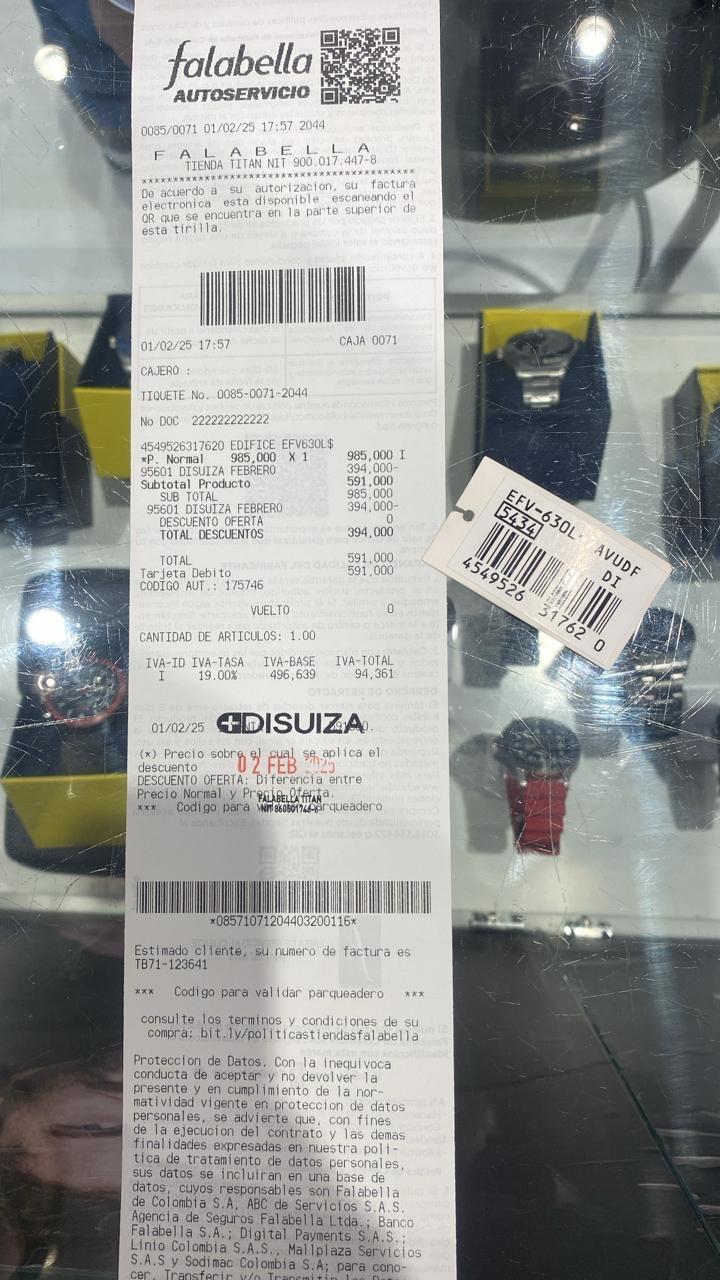 falabella
AUTOSERVICIO
0085/0071 01/02/25 17:57 2044
F A L A B E L L A
TIENDA TITAN NIT 900.017.447-8
****************************************
De acuerdo a su autorizacion, su factura
electronica esta disponible escaneando el
QR que se encuentra en la parte superior de
esta tirilla.
01/02/25 17:57 CAJA 0071
CAJERO :
TIQUETE No. 0085-0071-2044
No DOC 222222222222
4549526317620 EDIFICE EFV630L$
*P. Normal 985,000 X 1 985,000 I
95601 DISUIZA FEBRERO 394,000-
Subtotal Producto 591,000
SUB TOTAL 985,000
95601 DISUIZA FEBRERO 394,000-
DESCUENTO OFERTA 0
TOTAL DESCUENTOS 394,000
TOTAL 591,000
Tarjeta Debito 591,000
CODIGO AUT.: 175746
VUELTO 0
CANTIDAD DE ARTICULOS: 1.00
IVA-ID IVA-TASA IVA-BASE IVA-TOTAL
I 19.00% 496,639 94,361
01/02/25 DISUIZA
(*) Precio sobre el cual se aplica el
descuento 02 FEB 2025
DESCUENTO OFERTA: Diferencia entre
Precio Normal y Precio Oferta.
FALABELLA TITAN
*** Codigo para parqueadero
*08571071204403200116*
Estimado cliente, su numero de factura es
TB71-123641
*** Codigo para validar parqueadero ***
consulte los terminos y condiciones de su
compra: bit.ly/politicastiendasfalabella
Proteccion de Datos. Con la inequivoca
conducta de aceptar y no devolver la
presente y en cumplimiento de la nor-
matividad vigente en proteccion de datos
personales, se advierte que, con fines
de la ejecucion del contrato y las demas
finalidades expresadas en nuestra poli-
tica de tratamiento de datos personales,
sus datos se incluiran en una base de
datos, cuyos responsables son Falabella
de Colombia S.A, ABC de Servicios S.A.S.
Agencia de Seguros Falabella Ltda.; Banco
Falabella S.A.; Digital Payments S.A.S.;
Linio Colombia S.A.S., Mallplaza Servicios
S.A.S y Sodimac Colombia S.A; para cono-
cer, Transferir y/o Transmitir los
5434
DI
4549526 31762 0